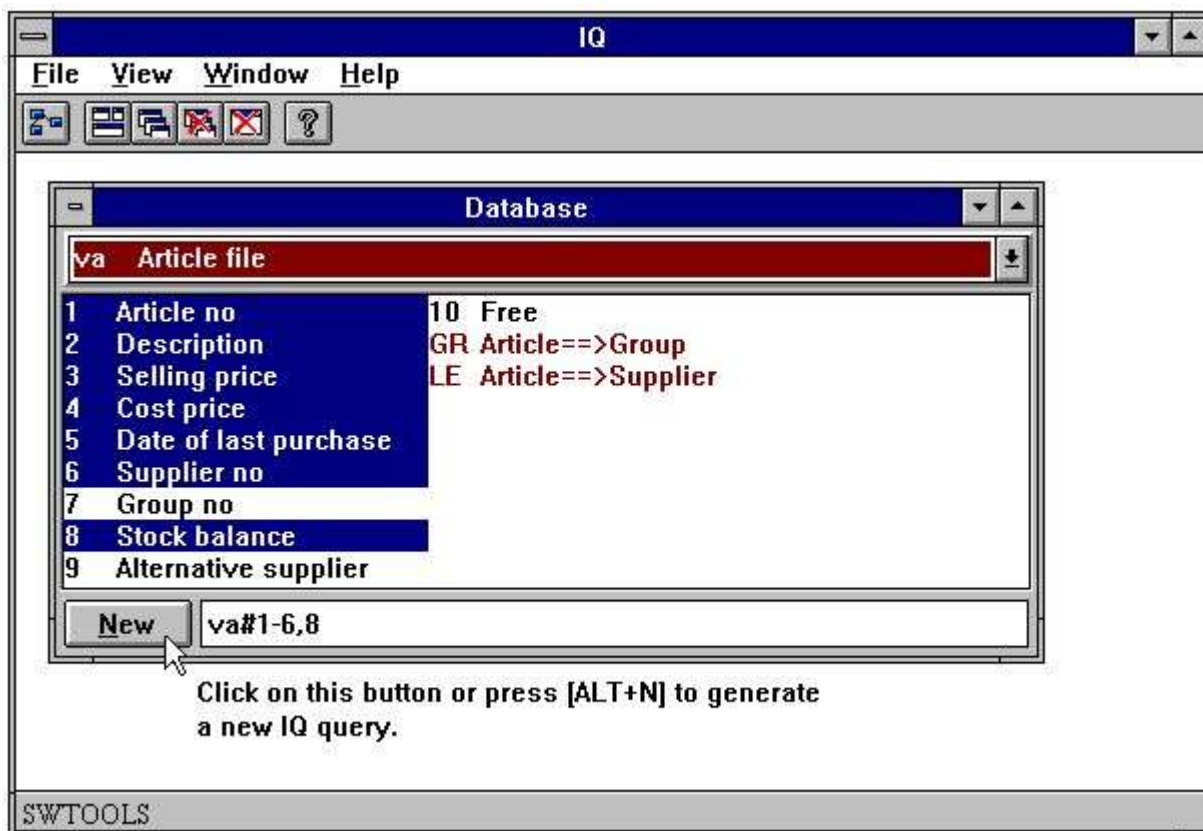 IQ
File View Window Help
Database
va Article file
1 Article no
2 Description
3 Selling price
4 Cost price
5 Date of last purchase
6 Supplier no
7 Group no
8 Stock balance
9 Alternative supplier
10 Free
GR Article==>Group
LE Article==>Supplier
New va#1-6,8
Click on this button or press [ALT+N] to generate
a new IQ query.
SWTOOLS